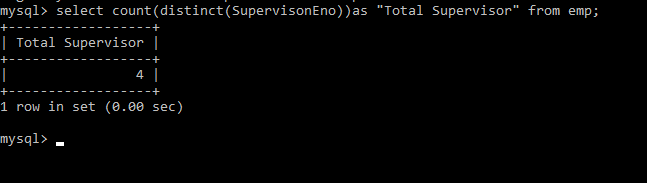 mysql> select count(distinct(SupervisonEno))as "Total Supervisor" from emp;
+------------------+
| Total Supervisor |
+------------------+
|                4 |
+------------------+
1 row in set (0.00 sec)
mysql>